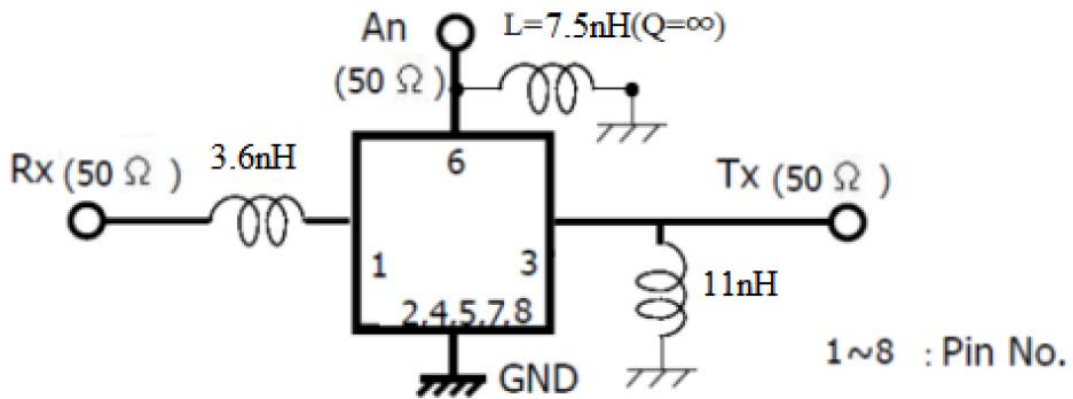 An L=7.5nH(Q=∞)
(50 Ω)
6
Rx (50 Ω) 3.6nH
Tx (50 Ω)
1 3
11nH
2,4,5,7,8
GND
1~8 : Pin No.